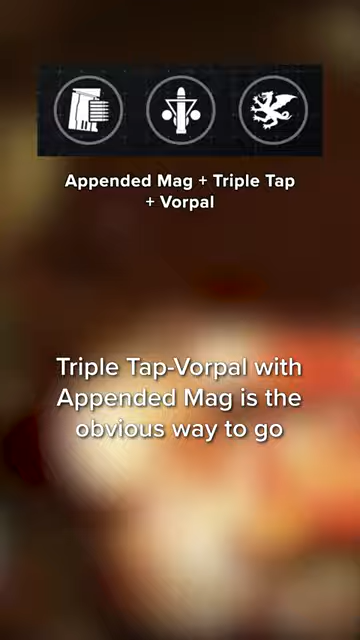 Appended Mag + Triple Tap
+ Vorpal
Triple Tap-Vorpal with
Appended Mag is the
obvious way to go